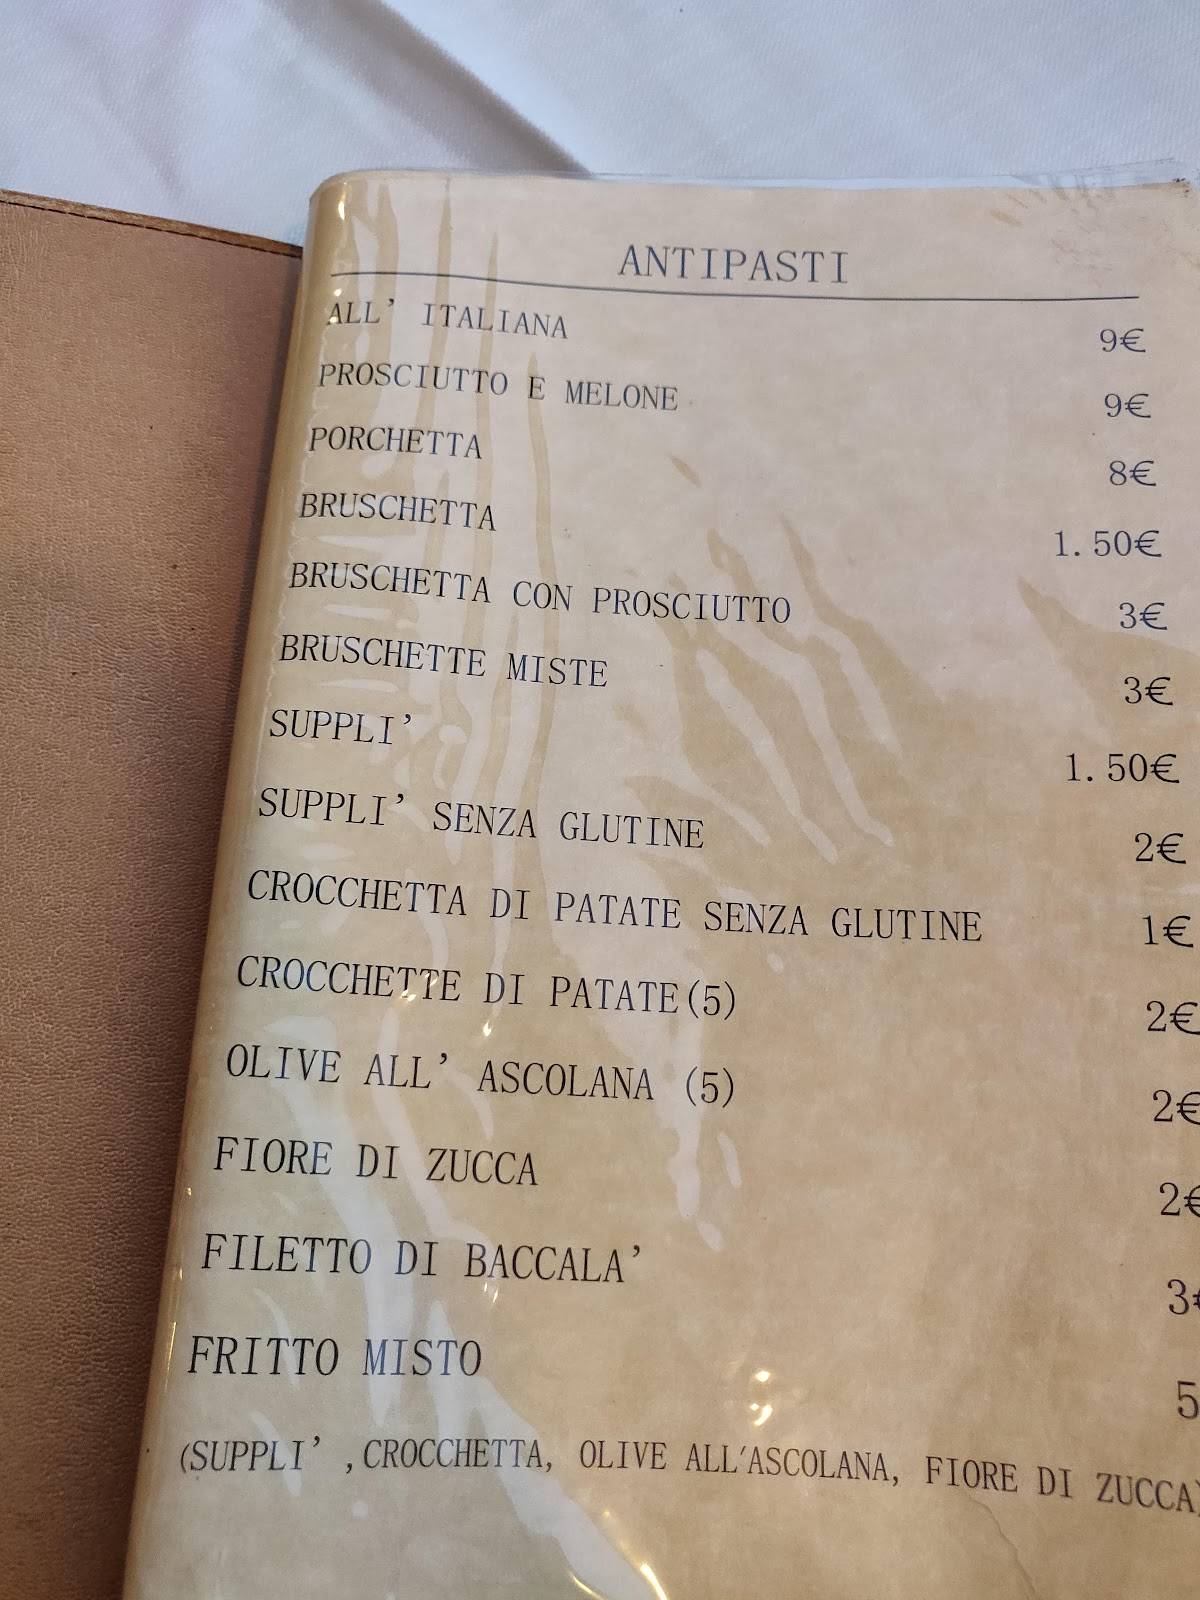 ANTIPASTI
ALL' ITALIANA 9€
PROSCIUTTO E MELONE 9€
PORCHETTA 8€
BRUSCHETTA 1.50€
BRUSCHETTA CON PROSCIUTTO 3€
BRUSCHETTE MISTE 3€
SUPPLI' 1.50€
SUPPLI' SENZA GLUTINE 2€
CROCCHETTA DI PATATE SENZA GLUTINE 1€
CROCCHETTE DI PATATE(5) 2€
OLIVE ALL' ASCOLANA (5) 2€
FIORE DI ZUCCA 2€
FILETTO DI BACCALA' 3€
FRITTO MISTO 5
(SUPPLI' ,CROCCHETTA, OLIVE ALL'ASCOLANA, FIORE DI ZUCCA)